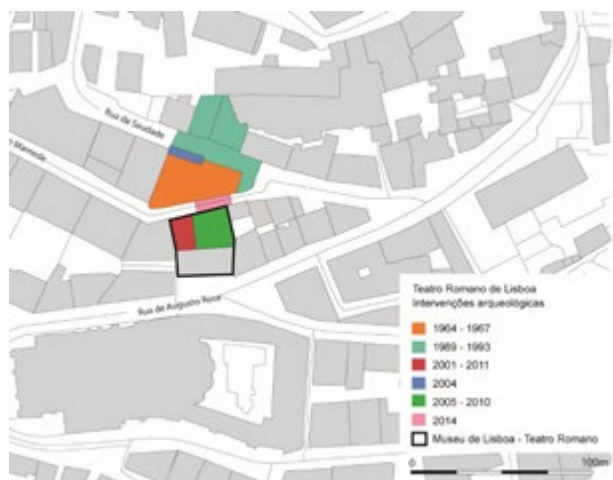 Rua da Saudade
Mamede
Rua de Augusto Rosa
Teatro Romano de Lisboa
Intervenções arqueológicas
1964 - 1967
1989 - 1993
2001 - 2011
2004
2005 - 2010
2014
Museu de Lisboa - Teatro Romano
0
100m